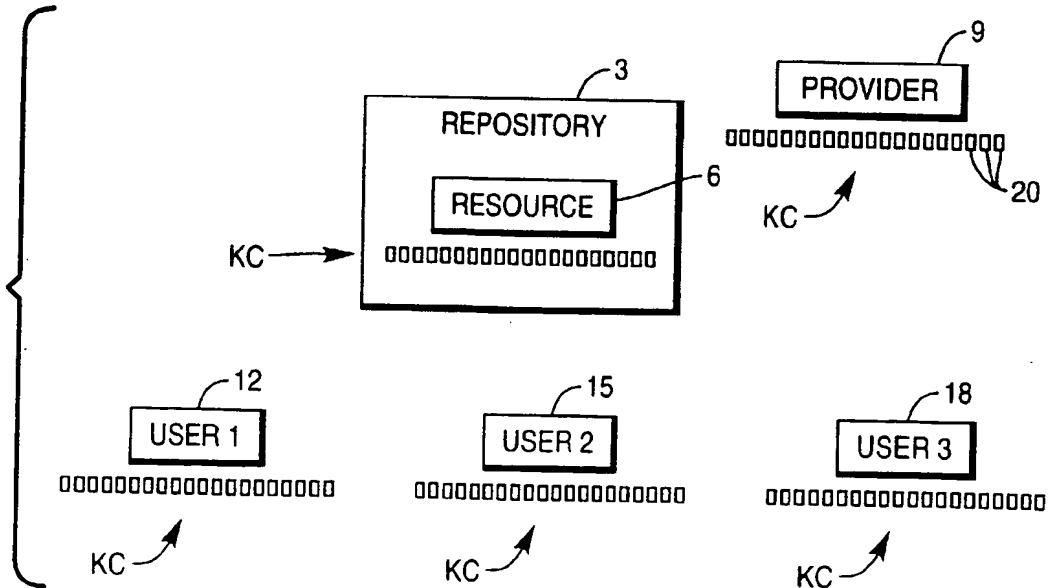 3
9
REPOSITORY
PROVIDER
6
RESOURCE
20
KC
KC
12
15
18
USER 1
USER 2
USER 3
KC
KC
KC